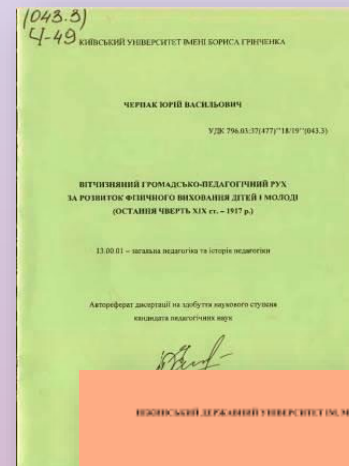 (043.3)
Ч-49
КИЇВСЬКИЙ УНІВЕРСИТЕТ ІМЕНІ БОРИСА ГРІНЧЕНКА
ЧЕРПАК ЮРІЙ ВАСИЛЬОВИЧ
УДК 796.03:37(477)"18/19"(043.3)
ВІТЧИЗНЯНИЙ ГРОМАДСЬКО-ПЕДАГОГІЧНИЙ РУХ
ЗА РОЗВИТОК ФІЗИЧНОГО ВИХОВАННЯ ДІТЕЙ І МОЛОДІ
(ОСТАННЯ ЧВЕРТЬ ХІХ ст. – 1917 р.)
13.00.01 – загальна педагогіка та історія педагогіки
Автореферат дисертації на здобуття наукового ступеня
кандидата педагогічних наук
НІЖИНСЬКИЙ ДЕРЖАВНИЙ УНІВЕРСИТЕТ ІМ. М